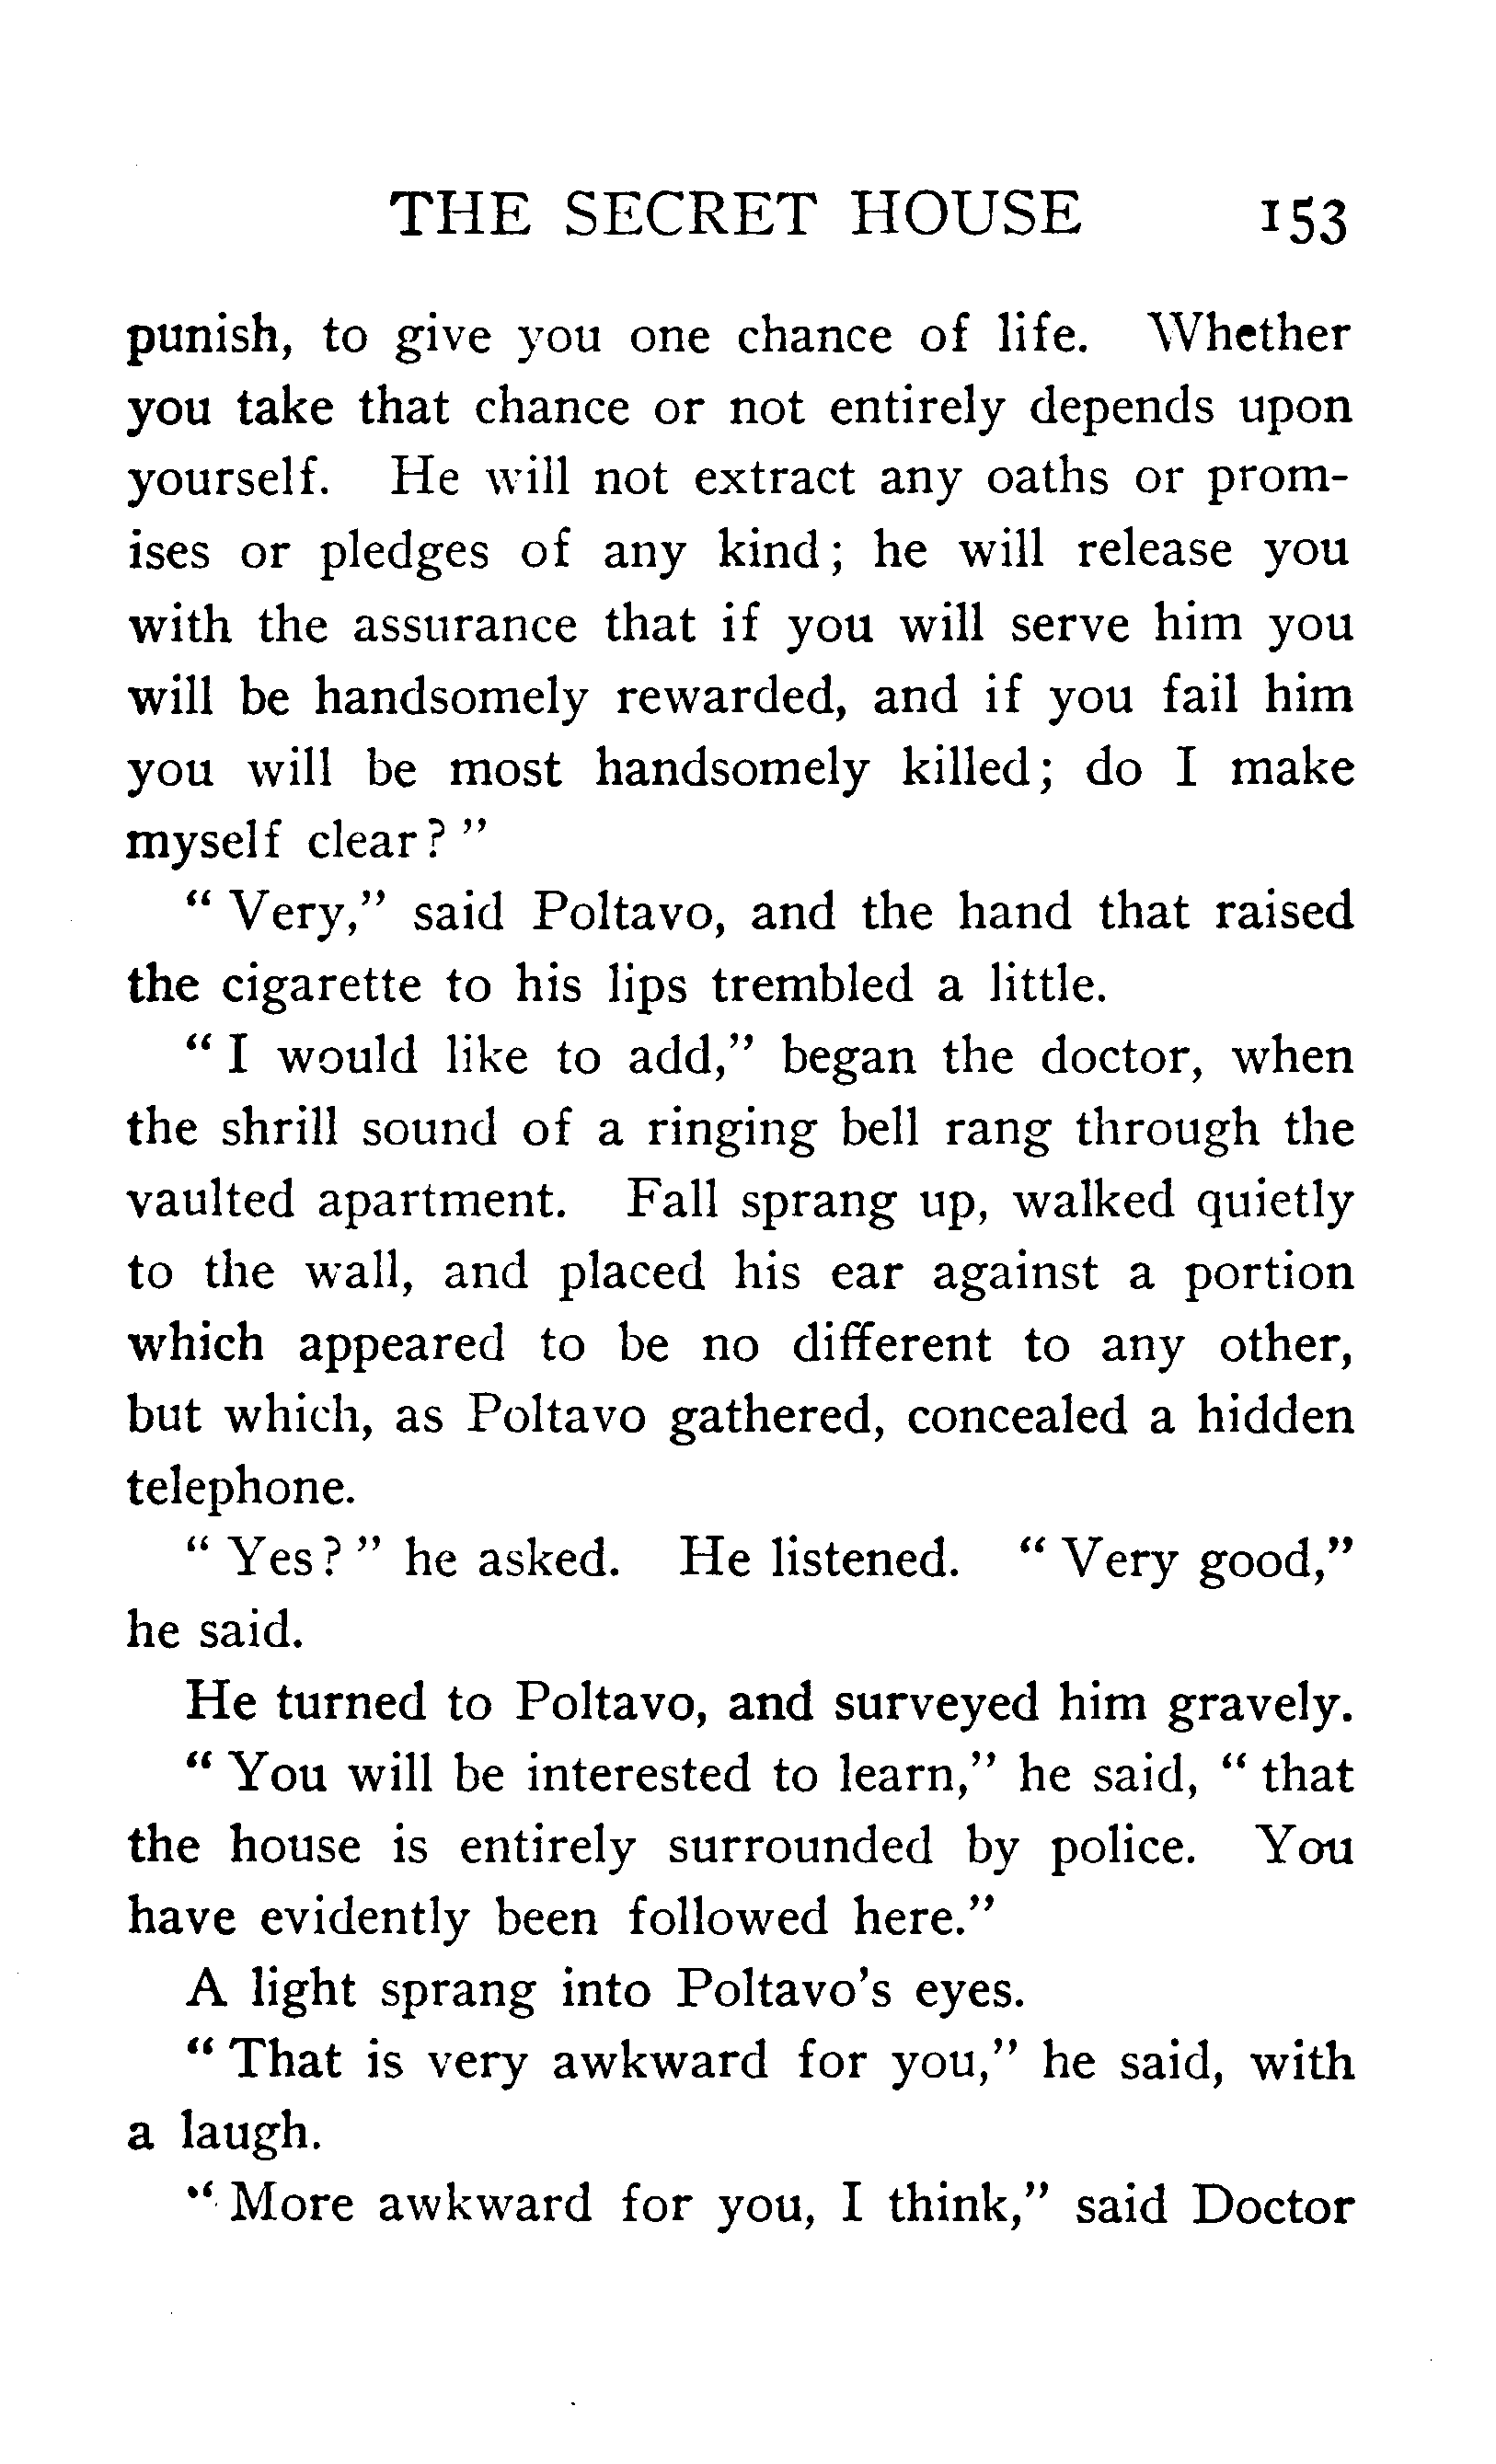 THE SECRET HOUSE 153
punish, to give you one chance of life. Whether
you take that chance or not entirely depends upon
yourself. He will not extract any oaths or prom-
ises or pledges of any kind; he will release you
with the assurance that if you will serve him you
will be handsomely rewarded, and if you fail him
you will be most handsomely killed; do I make
myself clear?"
"Very," said Poltavo, and the hand that raised
the cigarette to his lips trembled a little.
"I would like to add," began the doctor, when
the shrill sound of a ringing bell rang through the
vaulted apartment. Fall sprang up, walked quietly
to the wall, and placed his ear against a portion
which appeared to be no different to any other,
but which, as Poltavo gathered, concealed a hidden
telephone.
"Yes?" he asked. He listened. "Very good,"
he said.
He turned to Poltavo, and surveyed him gravely.
"You will be interested to learn," he said, "that
the house is entirely surrounded by police. You
have evidently been followed here."
A light sprang into Poltavo's eyes.
"That is very awkward for you," he said, with
a laugh.
"More awkward for you, I think," said Doctor